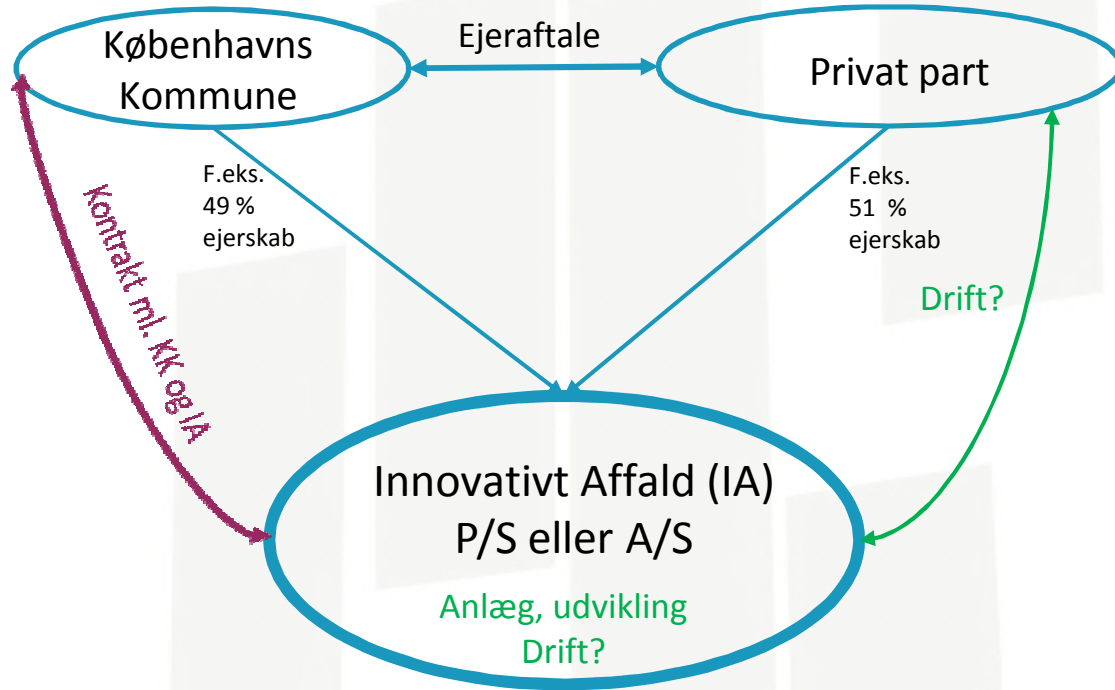 Københavns
Kommune
Ejeraftale
Privat part
F.eks.
49 %
ejerskab
F.eks.
51 %
ejerskab
Kontrakt ml. KK og IA
Drift?
Innovativt Affald (IA)
P/S eller A/S
Anlæg, udvikling
Drift?